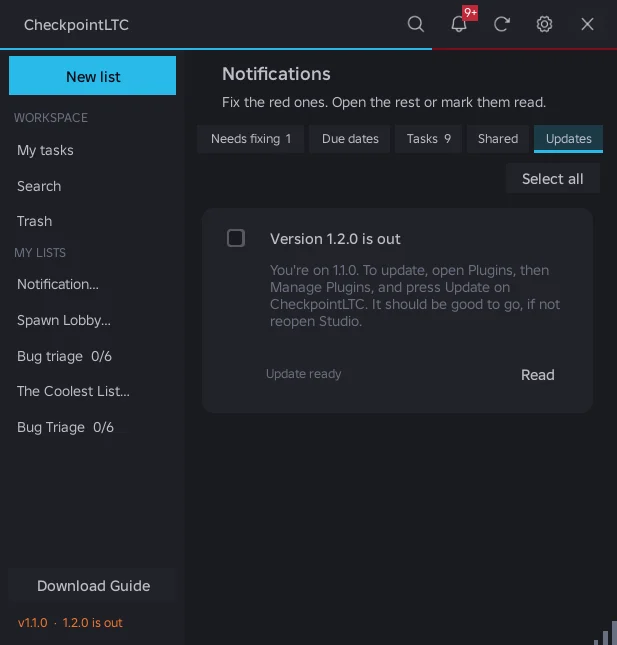 CheckpointLTC
9+
New list
WORKSPACE
My tasks
Search
Trash
MY LISTS
Notification...
Spawn Lobby...
Bug triage 0/6
The Coolest List...
Bug Triage 0/6
Download Guide
v1.1.0 · 1.2.0 is out
Notifications
Fix the red ones. Open the rest or mark them read.
Needs fixing 1
Due dates
Tasks 9
Shared
Updates
Select all
Version 1.2.0 is out
You're on 1.1.0. To update, open Plugins, then
Manage Plugins, and press Update on
CheckpointLTC. It should be good to go, if not
reopen Studio.
Update ready
Read